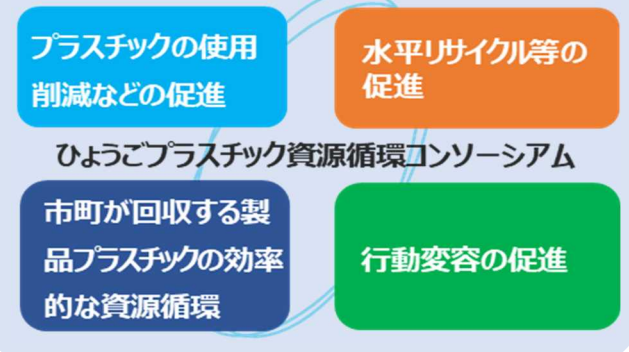 プラスチックの使用
削減などの促進
水平リサイクル等の
促進
ひょうごプラスチック資源循環コンソーシアム
市町が回収する製
品プラスチックの効率
的な資源循環
行動変容の促進